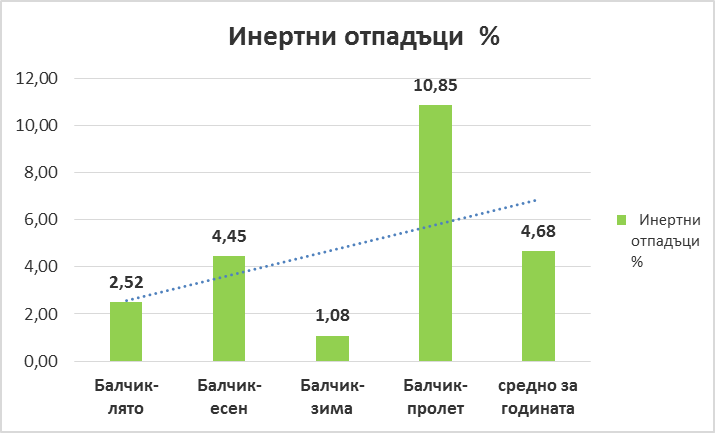 Инертни отпадъци %
12,00
10,00
8,00
6,00
4,00
2,00
0,00
2,52
4,45
1,08
10,85
4,68
Балчик-
лято
Балчик-
есен
Балчик-
зима
Балчик-
пролет
средно за
годината
Инертни
отпадъци
%